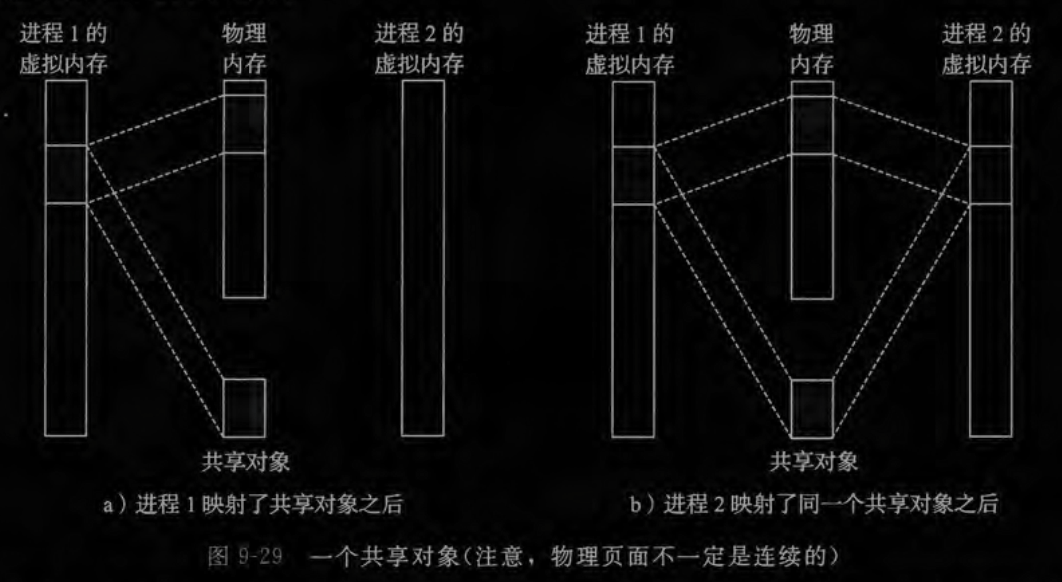 进程 1 的
虚拟内存
物理
内存
进程 2 的
虚拟内存
共享对象
a）进程 1 映射了共享对象之后
进程 1 的
虚拟内存
物理
内存
进程 2 的
虚拟内存
共享对象
b）进程 2 映射了同一个共享对象之后
图 9-29 一个共享对象(注意，物理页面不一定是连续的)